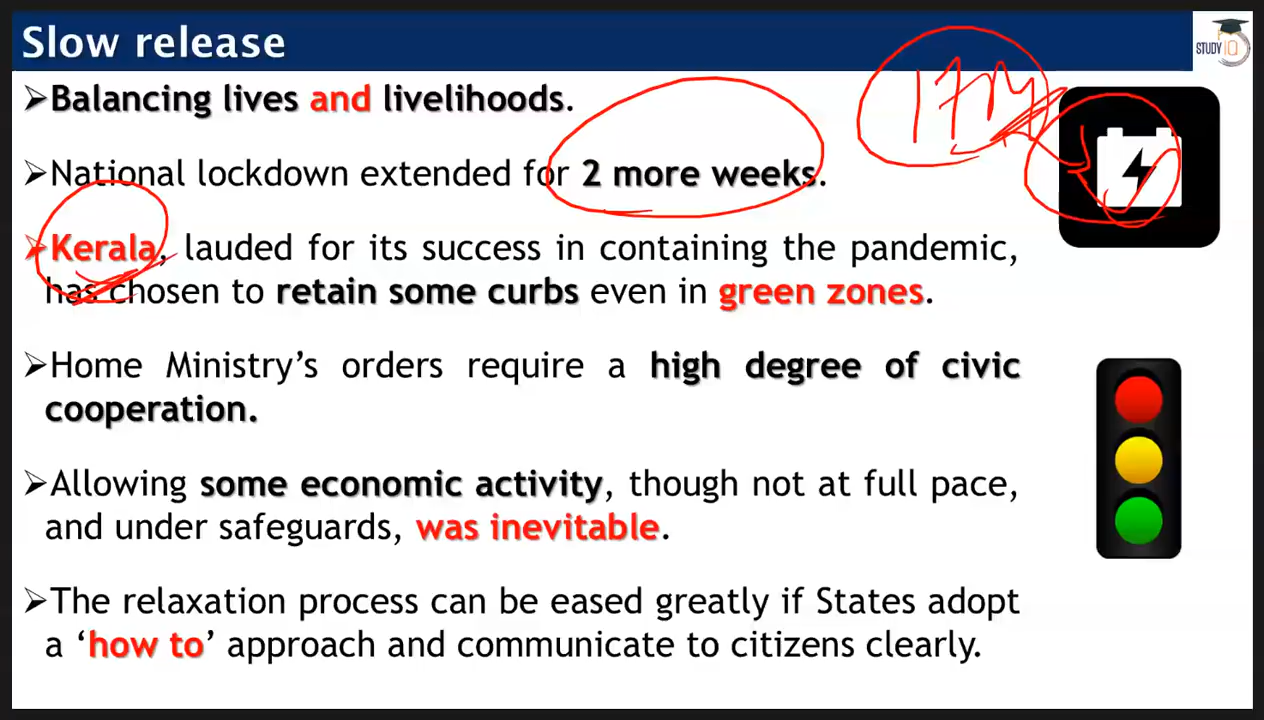 Slow release
STUDY IQ
➢Balancing lives and livelihoods.
➢National lockdown extended for 2 more weeks.
➢Kerala, lauded for its success in containing the pandemic,
has chosen to retain some curbs even in green zones.
➢Home Ministry’s orders require a high degree of civic
cooperation.
➢Allowing some economic activity, though not at full pace,
and under safeguards, was inevitable.
➢The relaxation process can be eased greatly if States adopt
a ‘how to’ approach and communicate to citizens clearly.
17